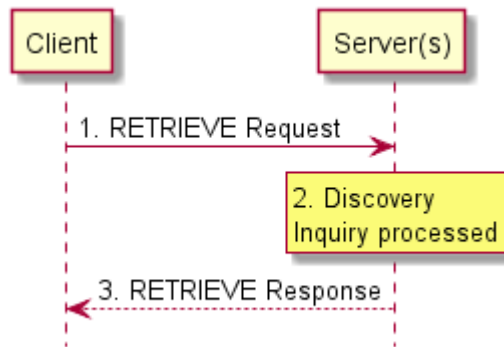 Client
Server(s)
1. RETRIEVE Request
2. Discovery
Inquiry processed
3. RETRIEVE Response